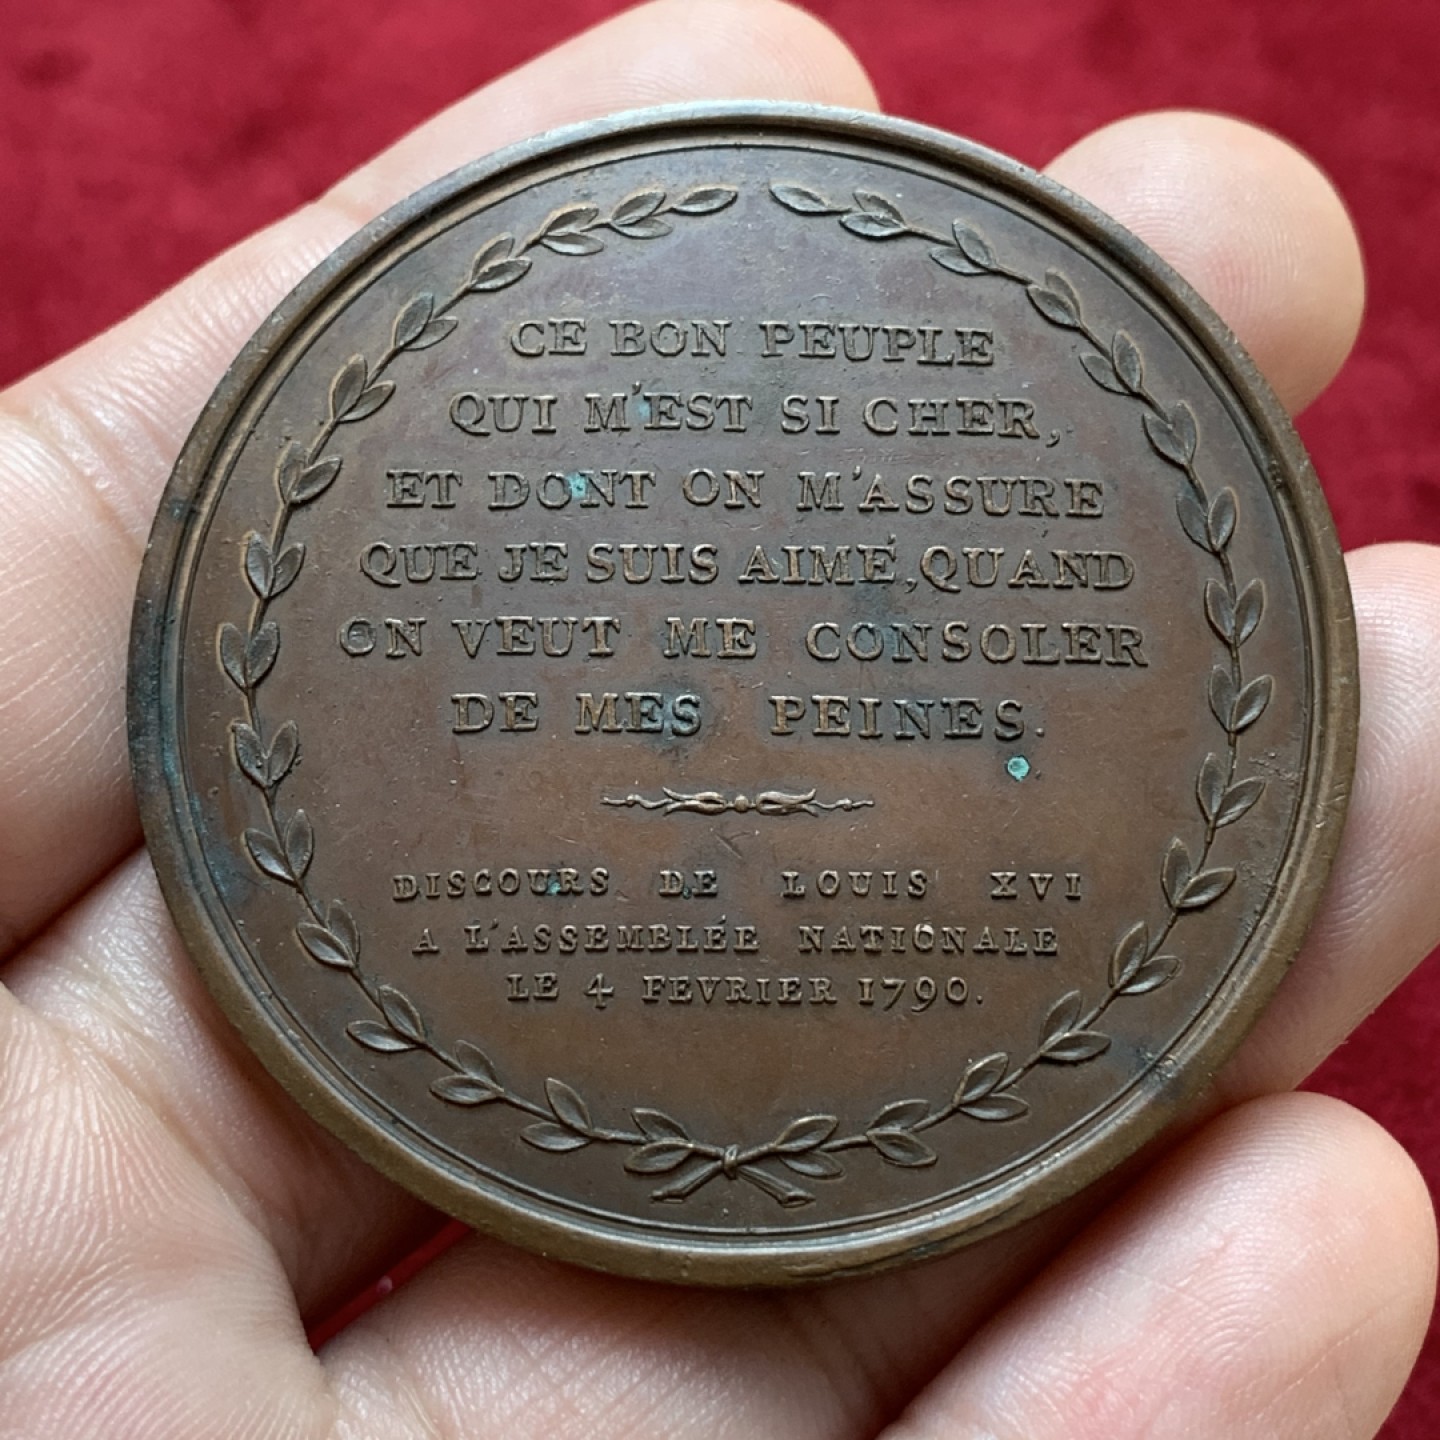 CE BON PEUPLE
QUI M'EST SI CHER,
ET DONT ON M'ASSURE
QUE JE SUIS AIMÉ, QUAND
ON VEUT ME CONSOLER
DE MES PEINES.
DISCOURS DE LOUIS XVI
A L'ASSEMBLÉE NATIONALE
LE 4 FEVRIER 1790.